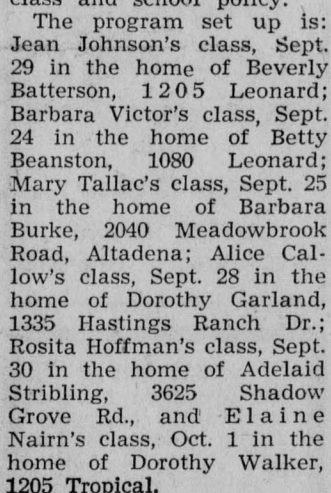 class and school policy.
The program set up is:
Jean Johnson's class, Sept.
29 in the home of Beverly
Batterson, 1205 Leonard;
Barbara Victor's class, Sept.
24 in the home of Betty
Beanston, 1080 Leonard;
Mary Tallac's class, Sept. 25
in the home of Barbara
Burke, 2040 Meadowbrook
Road, Altadena; Alice Cal-
low's class, Sept. 28 in the
home of Dorothy Garland,
1335 Hastings Ranch Dr.;
Rosita Hoffman's class, Sept.
30 in the home of Adelaid
Stribling, 3625 Shadow
Grove Rd., and Elaine
Nairn's class, Oct. 1 in the
home of Dorothy Walker,
1205 Tropical.